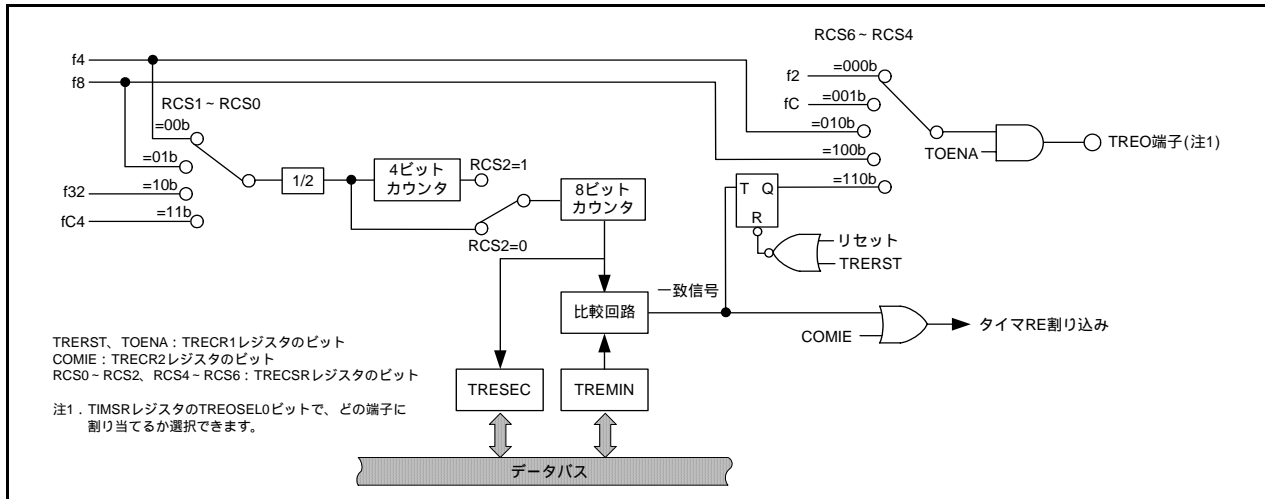 RCS6～RCS4
f4
f8
f2
=000b
fC
=001b
=010b
=100b
=110b
TOENA
TREO端子(注1)
RCS1～RCS0
=00b
=01b
f32
=10b
fC4
=11b
1/2
4ビット
カウンタ
RCS2=1
RCS2=0
8ビット
カウンタ
T Q
R
リセット
TRERST
比較回路
一致信号
COMIE
タイマRE割り込み
TRERST、TOENA：TRECR1レジスタのビット
COMIE：TRECR2レジスタのビット
RCS0～RCS2、RCS4～RCS6：TRECSRレジスタのビット
注1．TIMSRレジスタのTREOSEL0ビットで、どの端子に
割り当てるか選択できます。
TRESEC
TREMIN
データバス